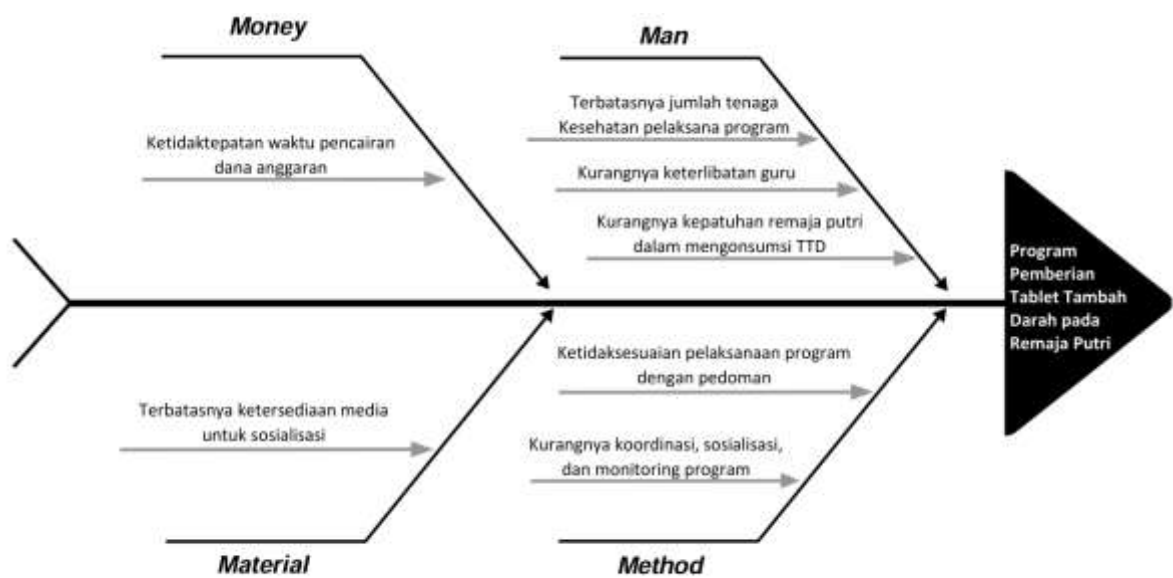 Money
Man
Ketidaktepatan waktu pencairan
dana anggaran
Terbatasnya jumlah tenaga
Kesehatan pelaksana program
Kurangnya keterlibatan guru
Kurangnya kepatuhan remaja putri
dalam mengonsumsi TTD
Program
Pemberian
Tablet Tambah
Darah pada
Remaja Putri
Terbatasnya ketersediaan media
untuk sosialisasi
Ketidaksesuaian pelaksanaan program
dengan pedoman
Kurangnya koordinasi, sosialisasi,
dan monitoring program
Material
Method